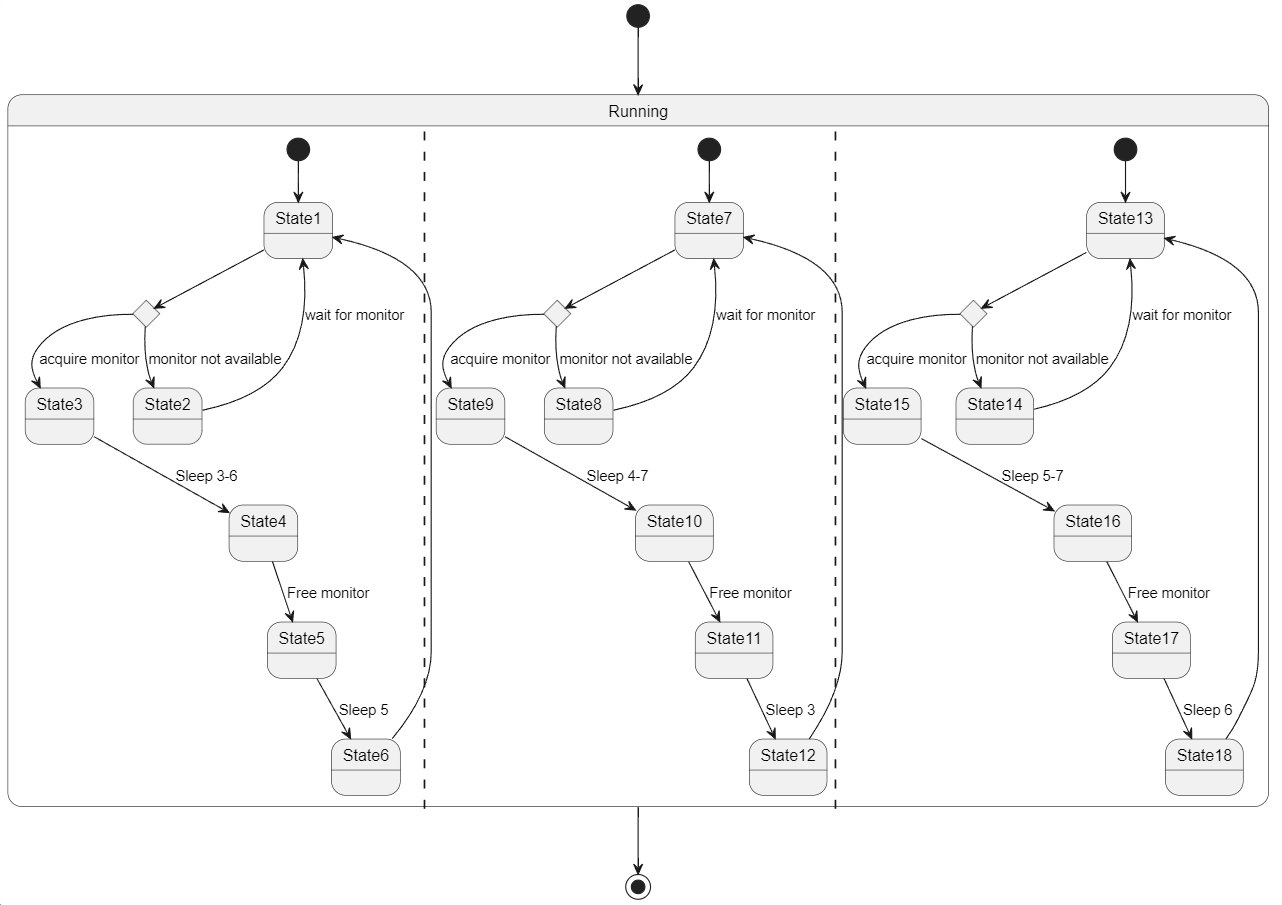 Running
State1
State7
State13
wait for monitor
wait for monitor
wait for monitor
acquire monitor
monitor not available
acquire monitor
monitor not available
acquire monitor
monitor not available
State3
State2
State9
State8
State15
State14
Sleep 3-6
Sleep 4-7
Sleep 5-7
State4
State10
State16
Free monitor
Free monitor
Free monitor
State5
State11
State17
Sleep 5
Sleep 3
Sleep 6
State6
State12
State18